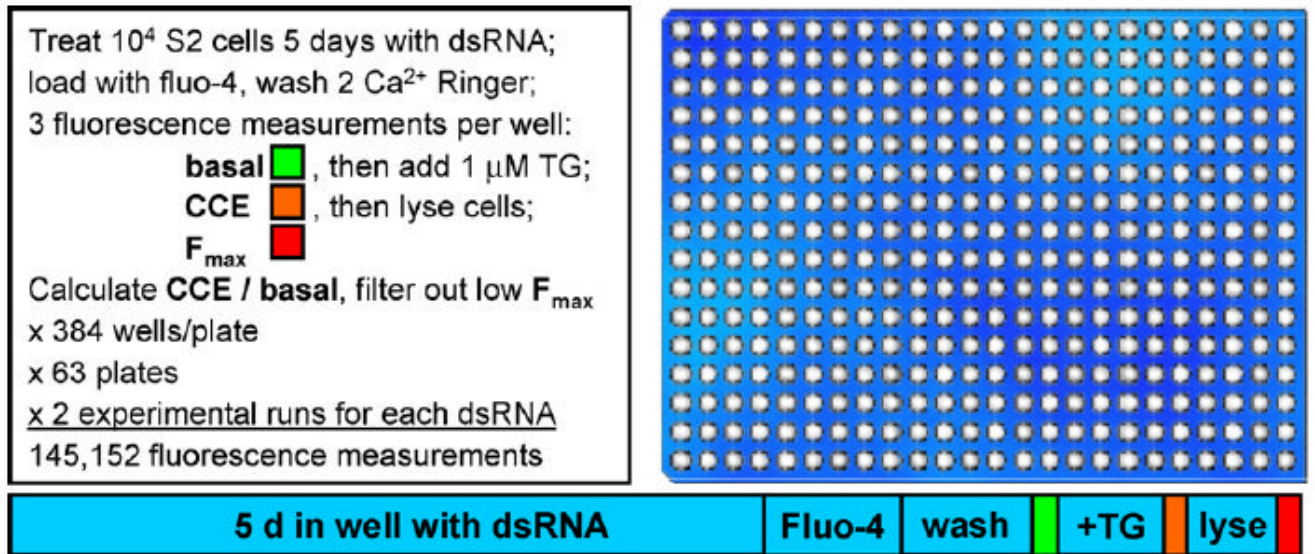 Treat 10⁴ S2 cells 5 days with dsRNA;
load with fluo-4, wash 2 Ca²⁺ Ringer;
3 fluorescence measurements per well:
basal , then add 1 μM TG;
CCE , then lyse cells;
Fmax
Calculate CCE / basal, filter out low Fmax
x 384 wells/plate
x 63 plates
x 2 experimental runs for each dsRNA
145,152 fluorescence measurements
5 d in well with dsRNA Fluo-4 wash +TG lyse